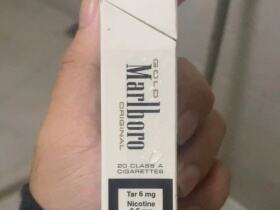 GOLD
Marlboro
ORIGINAL
20 CLASS A
CIGARETTES
Tar 6 mg
Nicotine